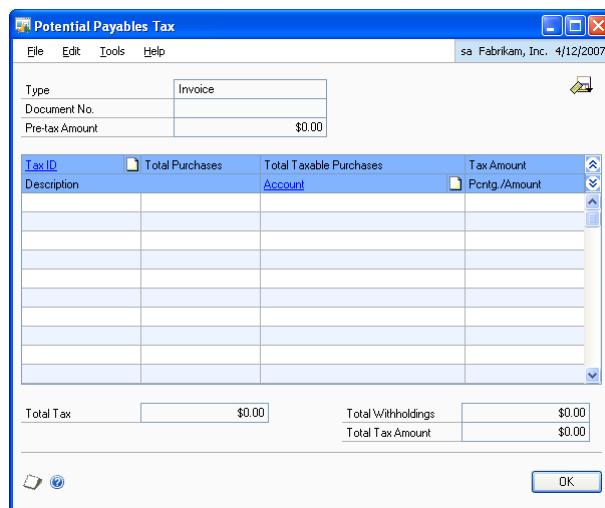 Potential Payables Tax
File Edit Tools Help sa Fabrikam, Inc. 4/12/2007
Type Invoice
Document No.
Pre-tax Amount $0.00
Tax ID Total Purchases Total Taxable Purchases Tax Amount
Description Account Pcntg./Amount
Total Tax $0.00 Total Withholdings $0.00
Total Tax Amount $0.00
OK